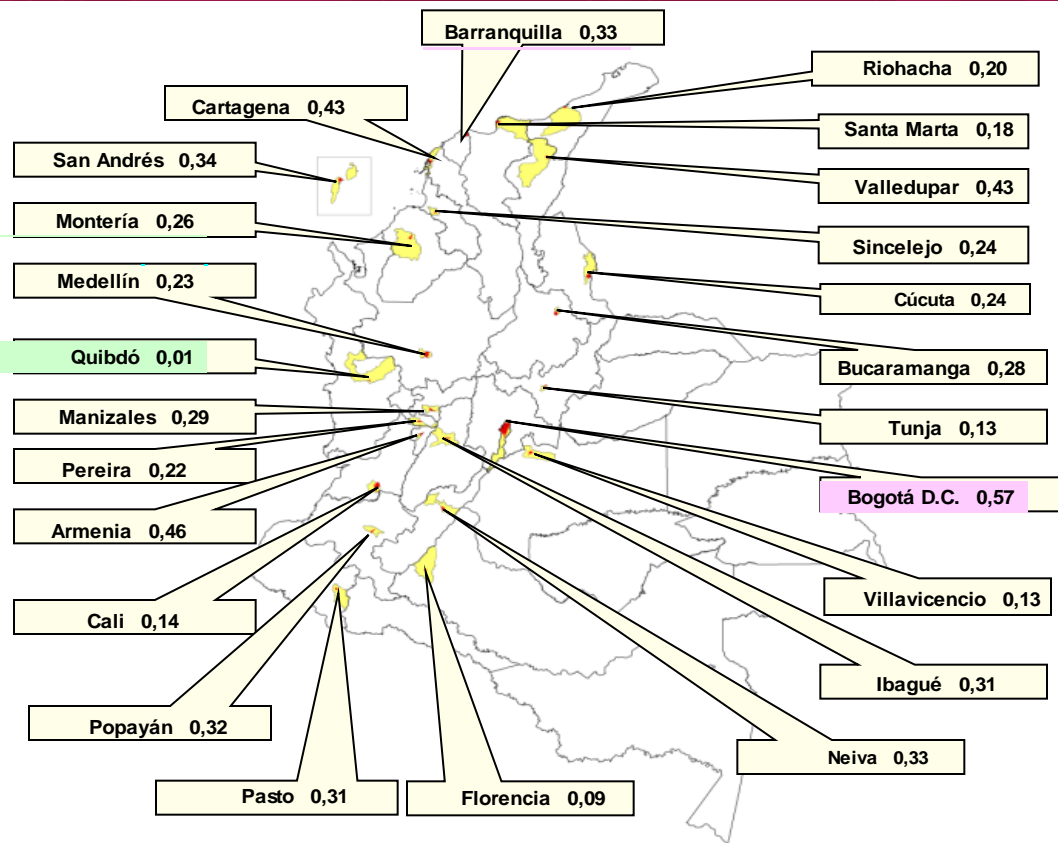 Barranquilla 0,33
Riohacha 0,20
Cartagena 0,43
Santa Marta 0,18
San Andrés 0,34
Valledupar 0,43
Montería 0,26
Sincelejo 0,24
Medellín 0,23
Cúcuta 0,24
Quibdó 0,01
Bucaramanga 0,28
Manizales 0,29
Tunja 0,13
Pereira 0,22
Bogotá D.C. 0,57
Armenia 0,46
Villavicencio 0,13
Cali 0,14
Ibagué 0,31
Popayán 0,32
Neiva 0,33
Pasto 0,31
Florencia 0,09